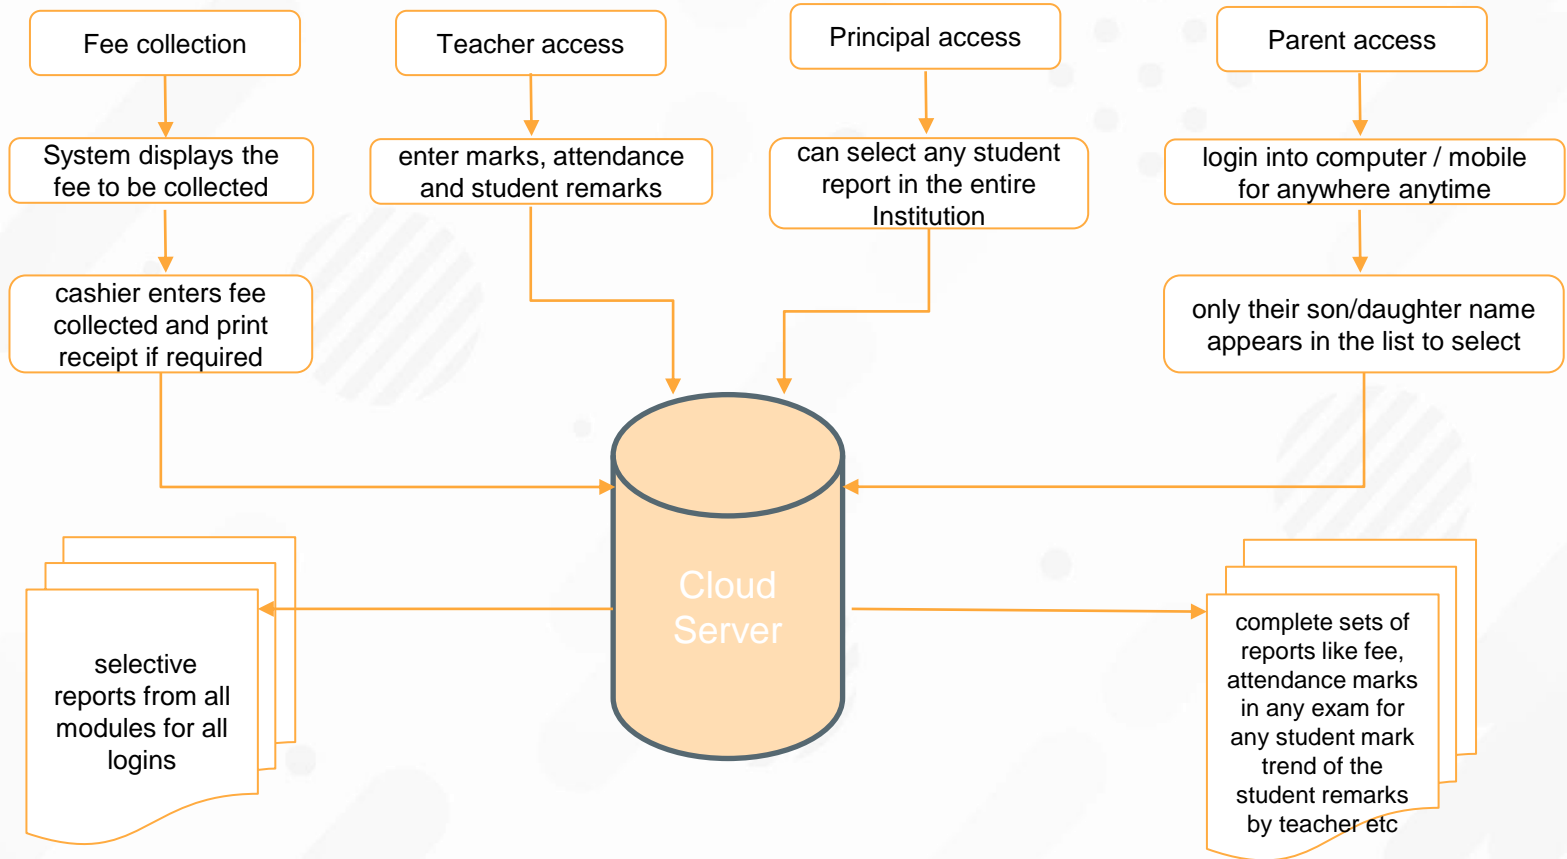 Fee collection
Teacher access
Principal access
Parent access
System displays the
fee to be collected
enter marks, attendance
and student remarks
can select any student
report in the entire
Institution
login into computer / mobile
for anywhere anytime
cashier enters fee
collected and print
receipt if required
only their son/daughter name
appears in the list to select
Cloud
Server
selective
reports from all
modules for all
logins
complete sets of
reports like fee,
attendance marks
in any exam for
any student mark
trend of the
student remarks
by teacher etc